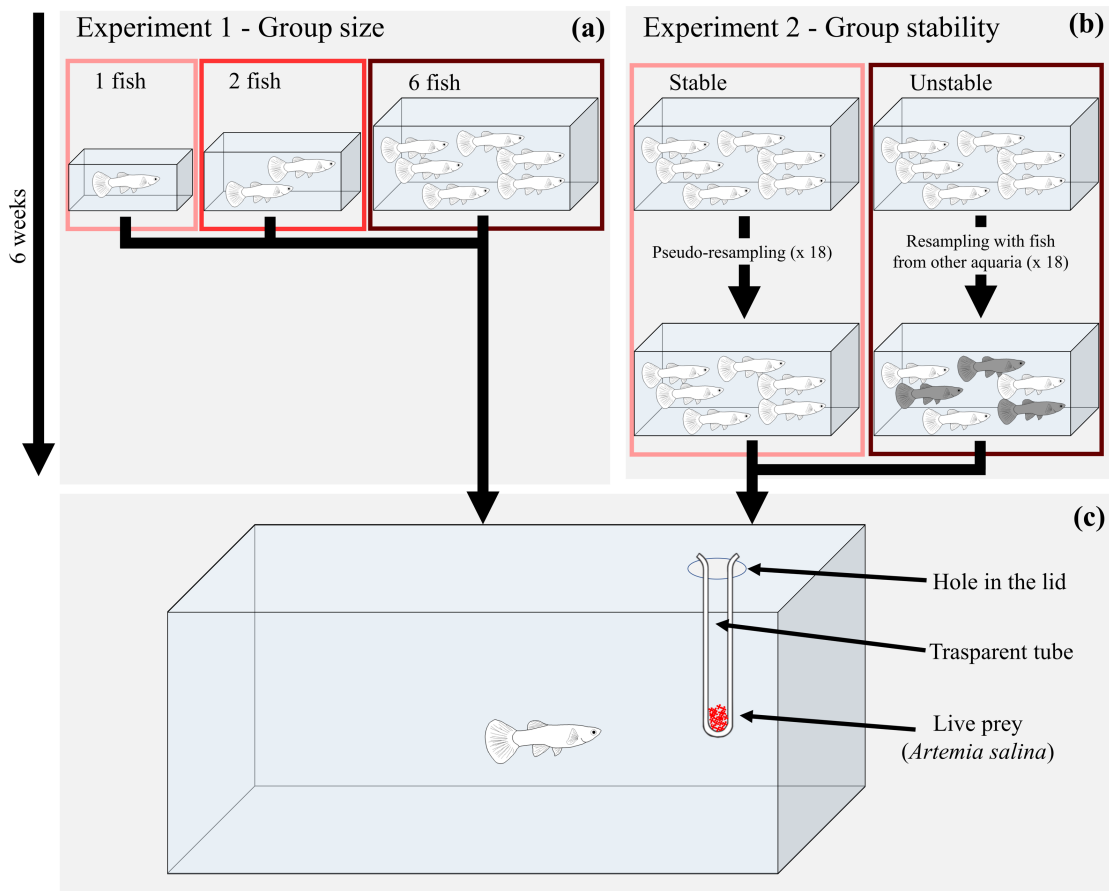 Experiment 1 - Group size
(a)
1 fish
2 fish
6 fish
6 weeks
Experiment 2 - Group stability
(b)
Stable
Unstable
Pseudo-resampling (x 18)
Resampling with fish
from other aquaria (x 18)
(c)
Hole in the lid
Trasparent tube
Live prey
(Artemia salina)